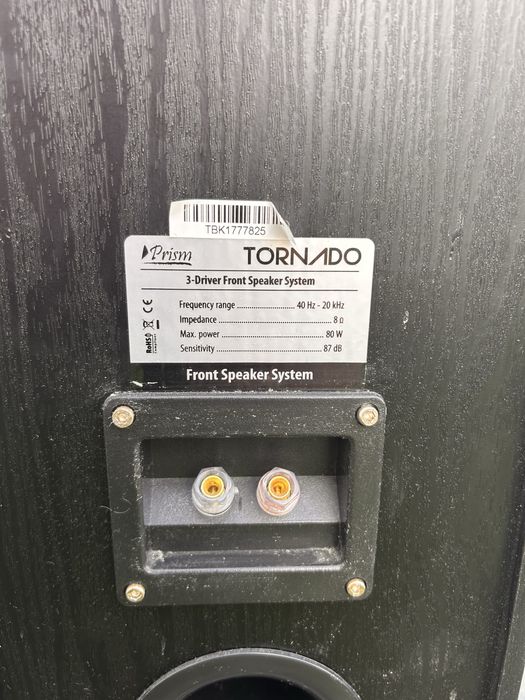 TBK1777825
Prism TORNADO
3-Driver Front Speaker System
Frequency range ........................ 40 Hz - 20 kHz
Impedance ........................................ 8 Ω
Max. power ..................................... 80 W
Sensitivity ....................................... 87 dB
CE
RoHS
Front Speaker System